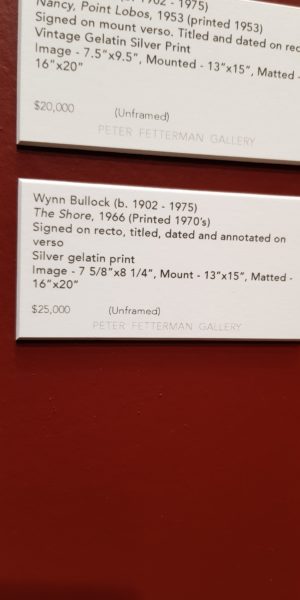 1902 - 1975)
Nancy, Point Lobos, 1953 (printed 1953)
Signed on mount verso. Titled and dated on
Vintage Gelatin Silver Print
Image - 7.5"x9.5", Mounted - 13"x15", Matted -
16"x20"
$20,000 (Unframed)
PETER FETTERMAN GALLERY
Wynn Bullock (b. 1902 - 1975)
The Shore, 1966 (Printed 1970's)
Signed on recto, titled, dated and annotated on
verso
Silver gelatin print
Image - 7 5/8"x8 1/4", Mount - 13"x15", Matted -
16"x20"
$25,000 (Unframed)
PETER FETTERMAN GALLERY